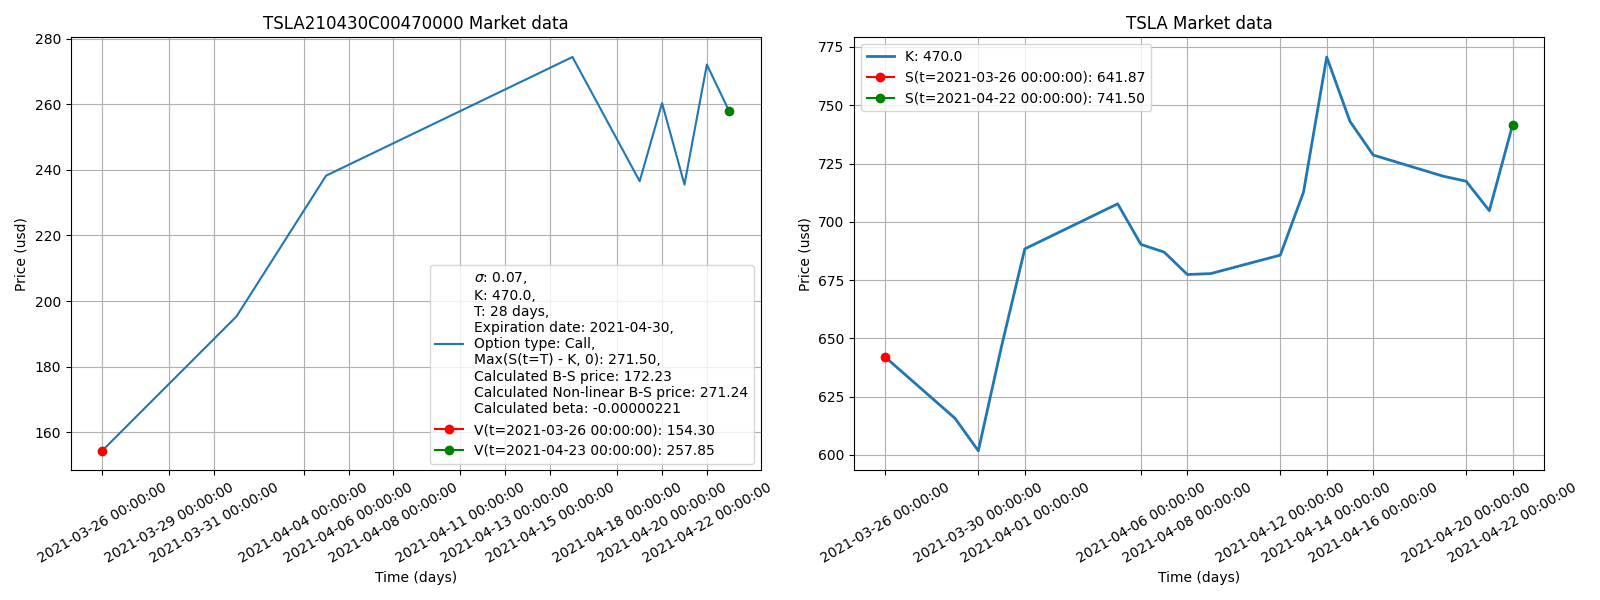 TSLA210430C00470000 Market data
280
260
240
220
200
180
160
Price (usd)
σ: 0.07,
K: 470.0,
T: 28 days,
Expiration date: 2021-04-30,
Option type: Call,
Max(S(t=T) - K, 0): 271.50,
Calculated B-S price: 172.23
Calculated Non-linear B-S price: 271.24
Calculated beta: -0.00000221
V(t=2021-03-26 00:00:00): 154.30
V(t=2021-04-23 00:00:00): 257.85
2021-03-26 00:00:00
2021-03-29 00:00:00
2021-03-31 00:00:00
2021-04-04 00:00:00
2021-04-06 00:00:00
2021-04-08 00:00:00
2021-04-11 00:00:00
2021-04-13 00:00:00
2021-04-15 00:00:00
2021-04-18 00:00:00
2021-04-20 00:00:00
2021-04-22 00:00:00
Time (days)
TSLA Market data
775
750
725
700
675
650
625
600
Price (usd)
K: 470.0
S(t=2021-03-26 00:00:00): 641.87
S(t=2021-04-22 00:00:00): 741.50
2021-03-26 00:00:00
2021-03-30 00:00:00
2021-04-01 00:00:00
2021-04-06 00:00:00
2021-04-08 00:00:00
2021-04-12 00:00:00
2021-04-14 00:00:00
2021-04-16 00:00:00
2021-04-20 00:00:00
2021-04-22 00:00:00
Time (days)